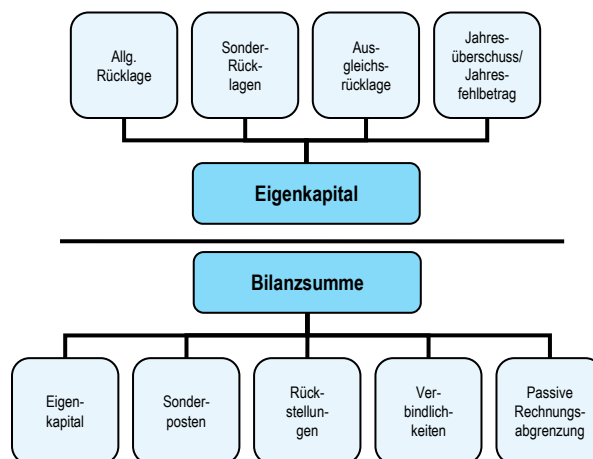 Allg.
Rücklage
Sonder-
Rück-
lagen
Aus-
gleichs-
rücklage
Jahres-
überschuss/
Jahres-
fehlbetrag
Eigenkapital
Bilanzsumme
Eigen-
kapital
Sonder-
posten
Rück-
stellun-
gen
Ver-
bindlich-
keiten
Passive
Rechnungs-
abgrenzung